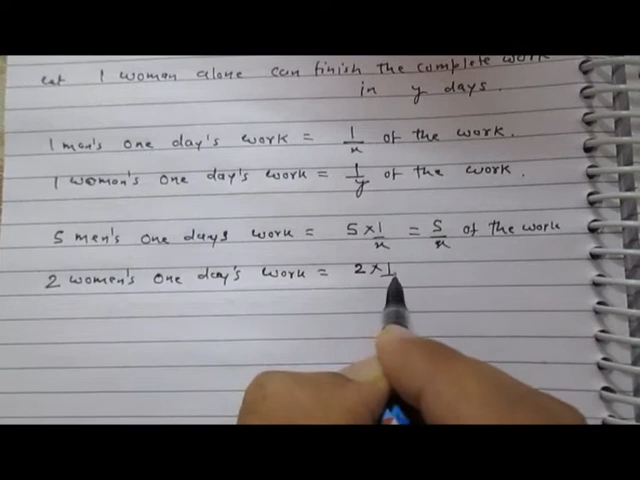 Let 1 woman alone can finish the complete work
in y days.
1 man's one day's work = 1/x of the work.
1 woman's one day's work = 1/y of the work.
5 men's one days work = 5 × 1/x = 5/x of the work
2 women's one day's work = 2 × 1